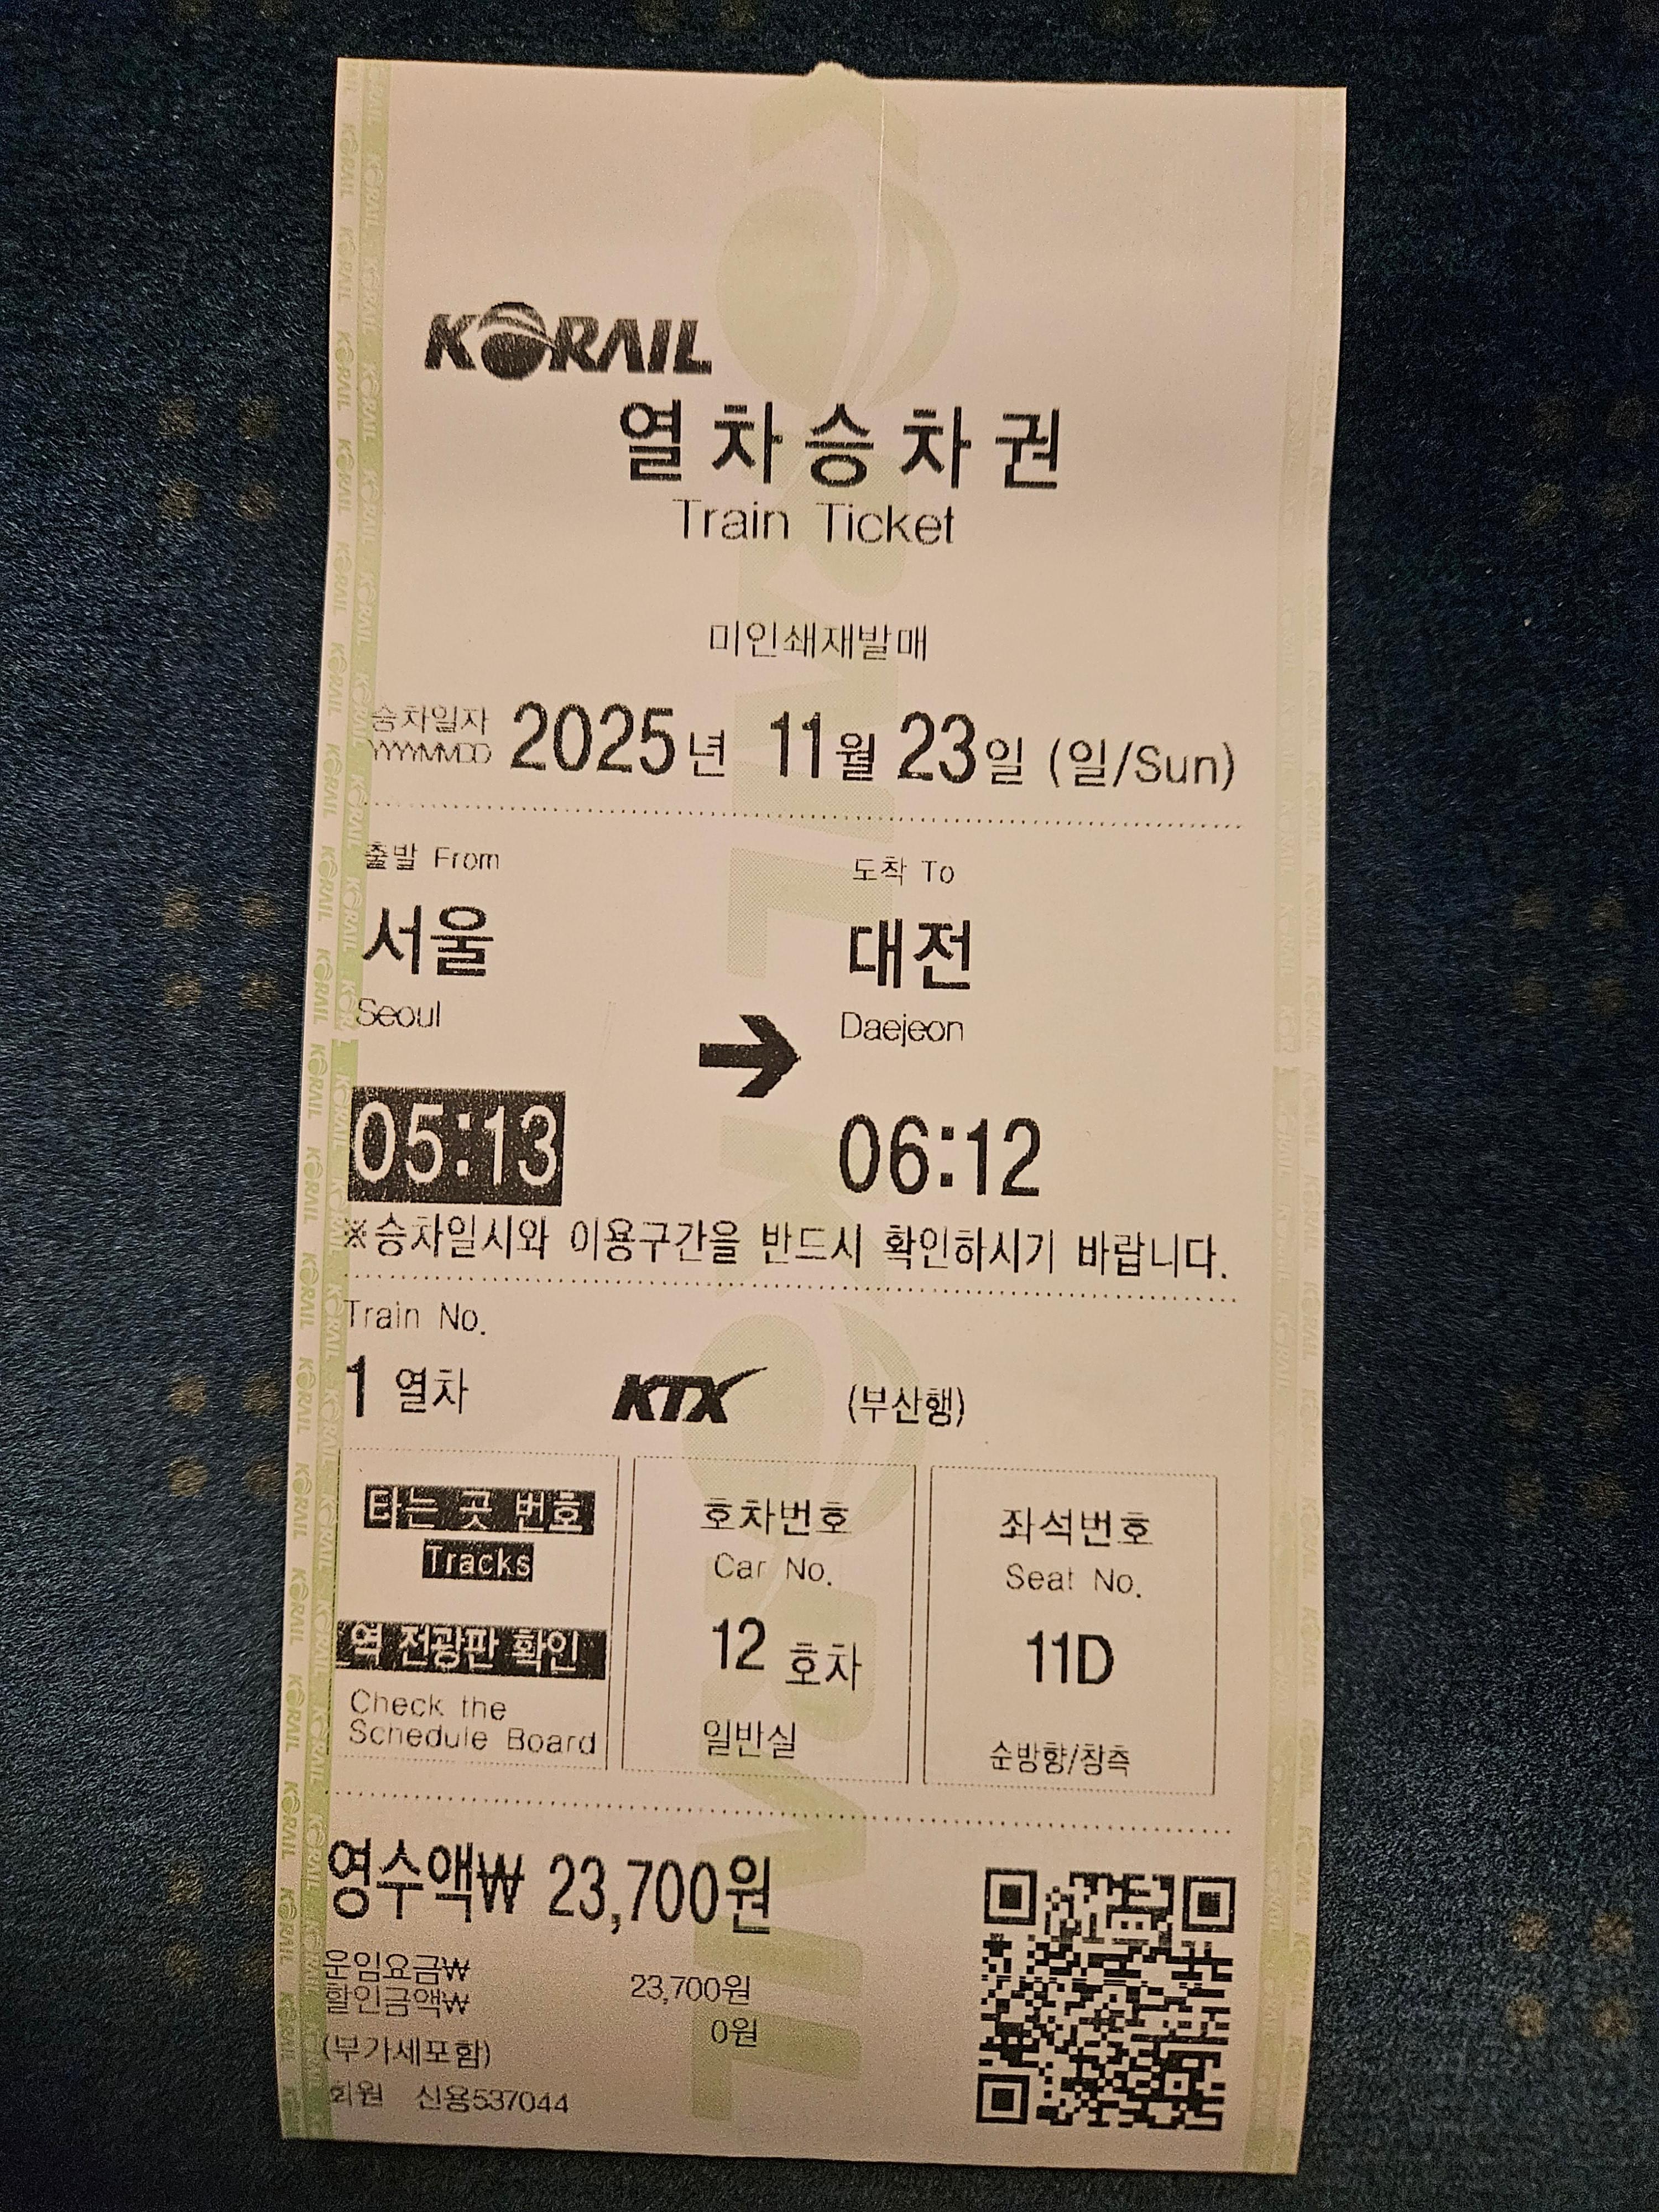 KORAIL
열차승차권
Train Ticket
미인쇄재발매
승차일자
YYYYMMDD
2025년 11월 23일 (일/Sun)
출발 From
도착 To
서울
대전
Seoul
Daejeon
05:13
06:12
※승차일시와 이용구간을 반드시 확인하시기 바랍니다.
Train No.
1 열차
KTX
(부산행)
타는 곳 번호
Tracks
역 전광판 확인
Check the
Schedule Board
호차번호
Car No.
12 호차
일반실
좌석번호
Seat No.
11D
순방향/창측
영수액₩ 23,700원
운임요금₩ 23,700원
할인금액₩ 0원
(부가세포함)
회원 신용537044